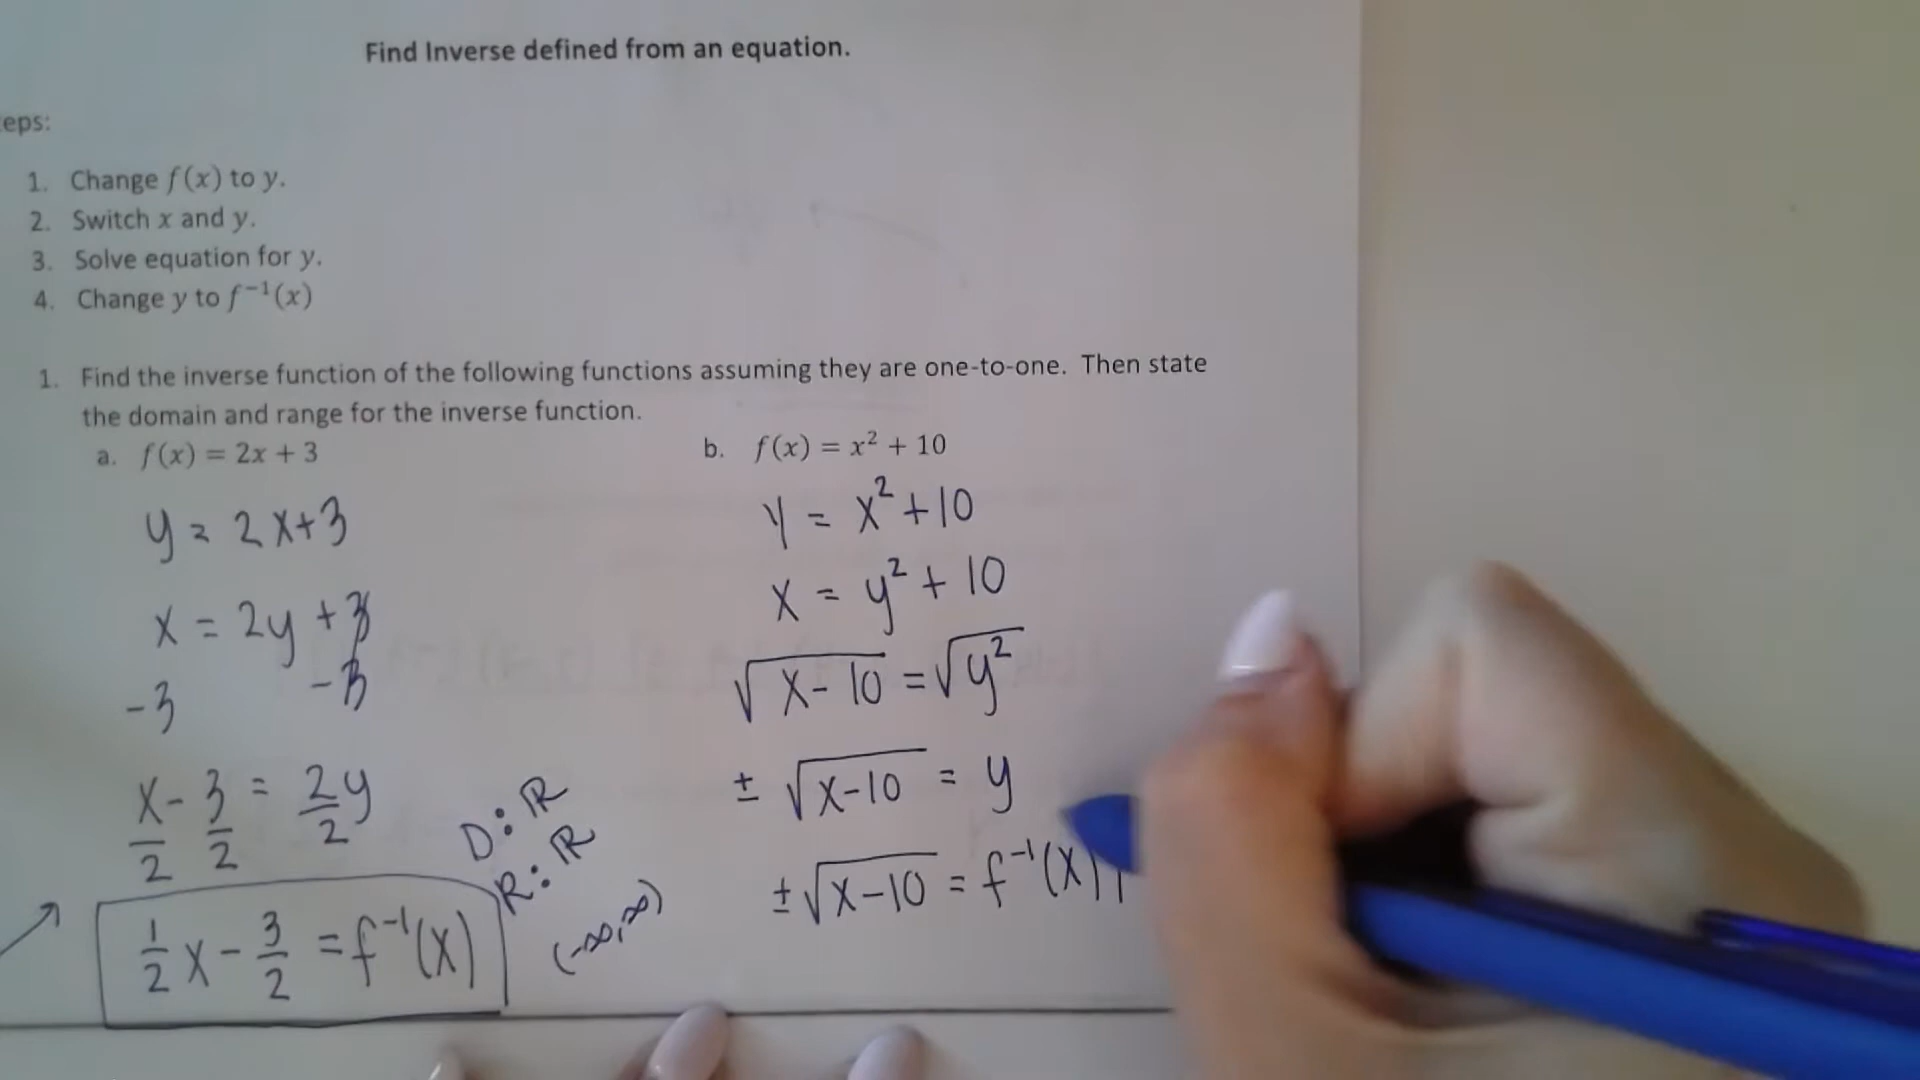 Find Inverse defined from an equation.
eps:
1. Change f(x) to y.
2. Switch x and y.
3. Solve equation for y.
4. Change y to f⁻¹(x)
1. Find the inverse function of the following functions assuming they are one-to-one. Then state
the domain and range for the inverse function.
a. f(x) = 2x + 3
y = 2x+3
x = 2y + 3
-3 -3
x/2 - 3/2 = 2y/2
1/2 x - 3/2 = f⁻¹(x)
D: ℝ
R: ℝ
(-∞,∞)
b. f(x) = x² + 10
y = x² + 10
x = y² + 10
√(x-10) = √(y²)
± √(x-10) = y
± √(x-10) = f⁻¹(x)